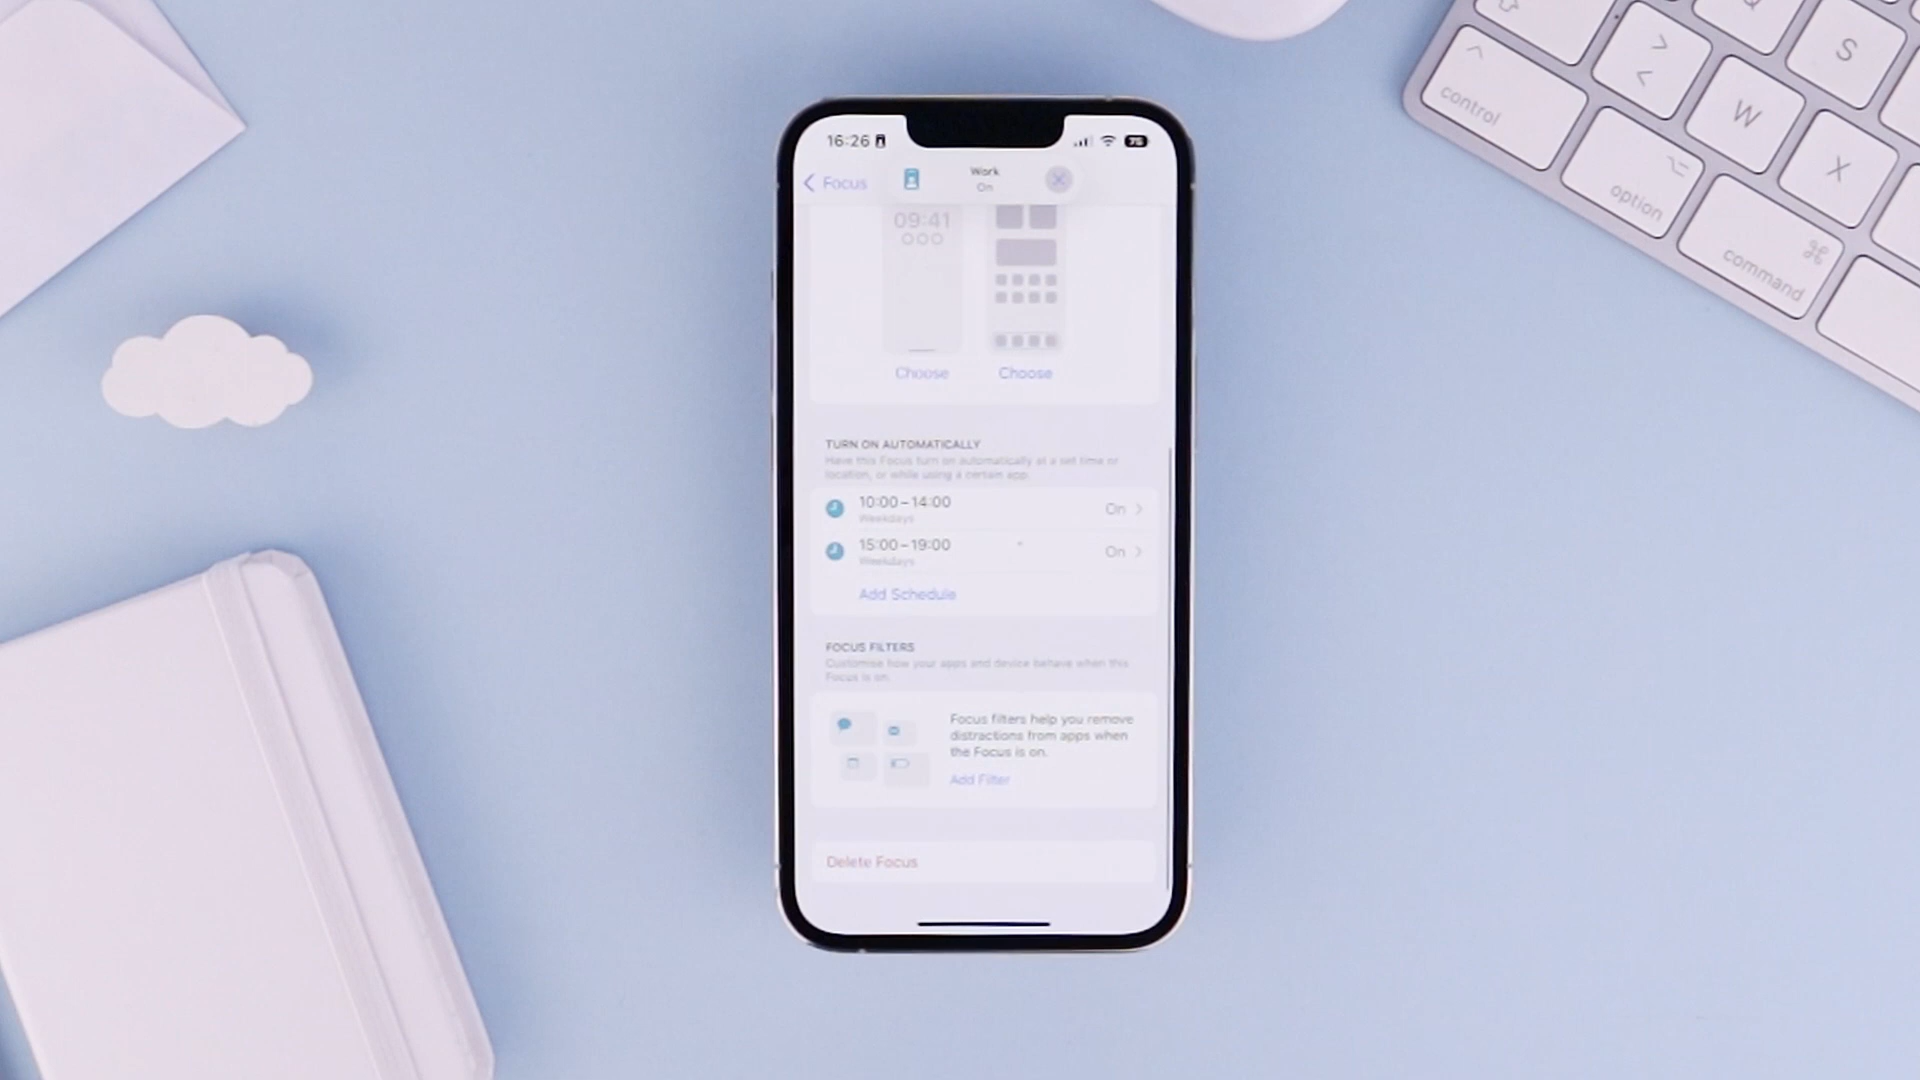 16:26
75
Focus
Work
On
09:41
Choose
Choose
TURN ON AUTOMATICALLY
Have this Focus turn on automatically at a set time or
location, or while using a certain app.
10:00–14:00
Weekdays
On
15:00–19:00
Weekdays
On
Add Schedule
FOCUS FILTERS
Customise how your apps and device behave when this
Focus is on.
Focus filters help you remove
distractions from apps when
the Focus is on.
Add Filter
Delete Focus
control
option
command
> <
Q
S
W
X